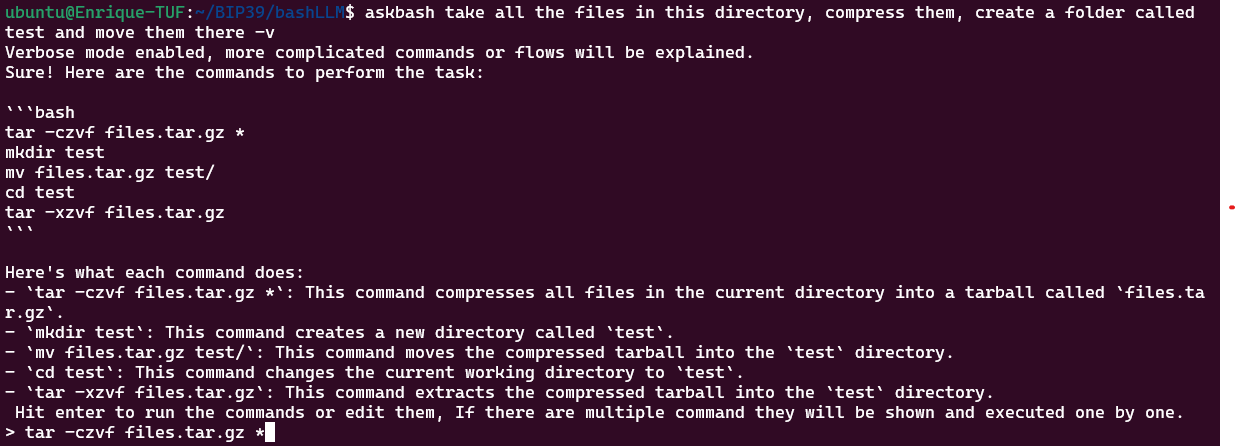 ubuntu@Enrique-TUF:~/BIP39/bashLLM$ askbash take all the files in this directory, compress them, create a folder called
test and move them there -v
Verbose mode enabled, more complicated commands or flows will be explained.
Sure! Here are the commands to perform the task:
```bash
tar -czvf files.tar.gz *
mkdir test
mv files.tar.gz test/
cd test
tar -xzvf files.tar.gz
```
Here's what each command does:
- `tar -czvf files.tar.gz *`: This command compresses all files in the current directory into a tarball called `files.ta
r.gz`.
- `mkdir test`: This command creates a new directory called `test`.
- `mv files.tar.gz test/`: This command moves the compressed tarball into the `test` directory.
- `cd test`: This command changes the current working directory to `test`.
- `tar -xzvf files.tar.gz`: This command extracts the compressed tarball into the `test` directory.
 Hit enter to run the commands or edit them, If there are multiple command they will be shown and executed one by one.
> tar -czvf files.tar.gz *